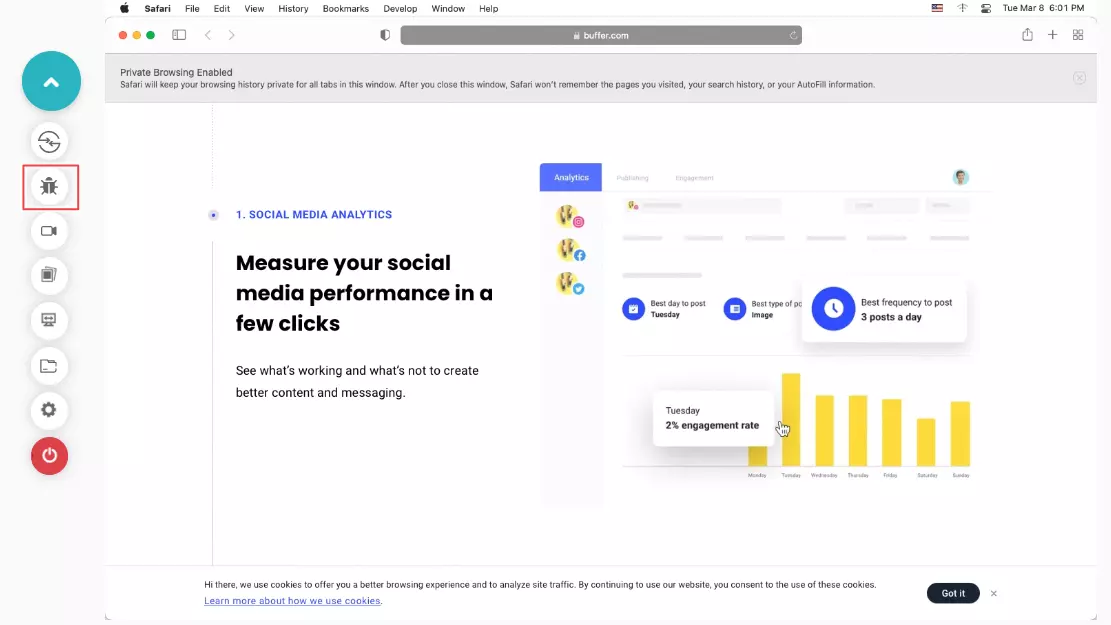 Safari File Edit View History Bookmarks Develop Window Help Tue Mar 8 6:01 PM
buffer.com
Private Browsing Enabled
Safari will keep your browsing history private for all tabs in this window. After you close this window, Safari won't remember the pages you visited, your search history, or your AutoFill information.
1. SOCIAL MEDIA ANALYTICS
Measure your social
media performance in a
few clicks
See what's working and what's not to create
better content and messaging.
Analytics Publishing Engagement
Best day to post
Tuesday
Best type of po
Image
Best frequency to post
3 posts a day
Tuesday
2% engagement rate
Monday Tuesday Wednesday Thursday Friday Saturday Sunday
Hi there, we use cookies to offer you a better browsing experience and to analyze site traffic. By continuing to use our website, you consent to the use of these cookies.
Learn more about how we use cookies.
Got it